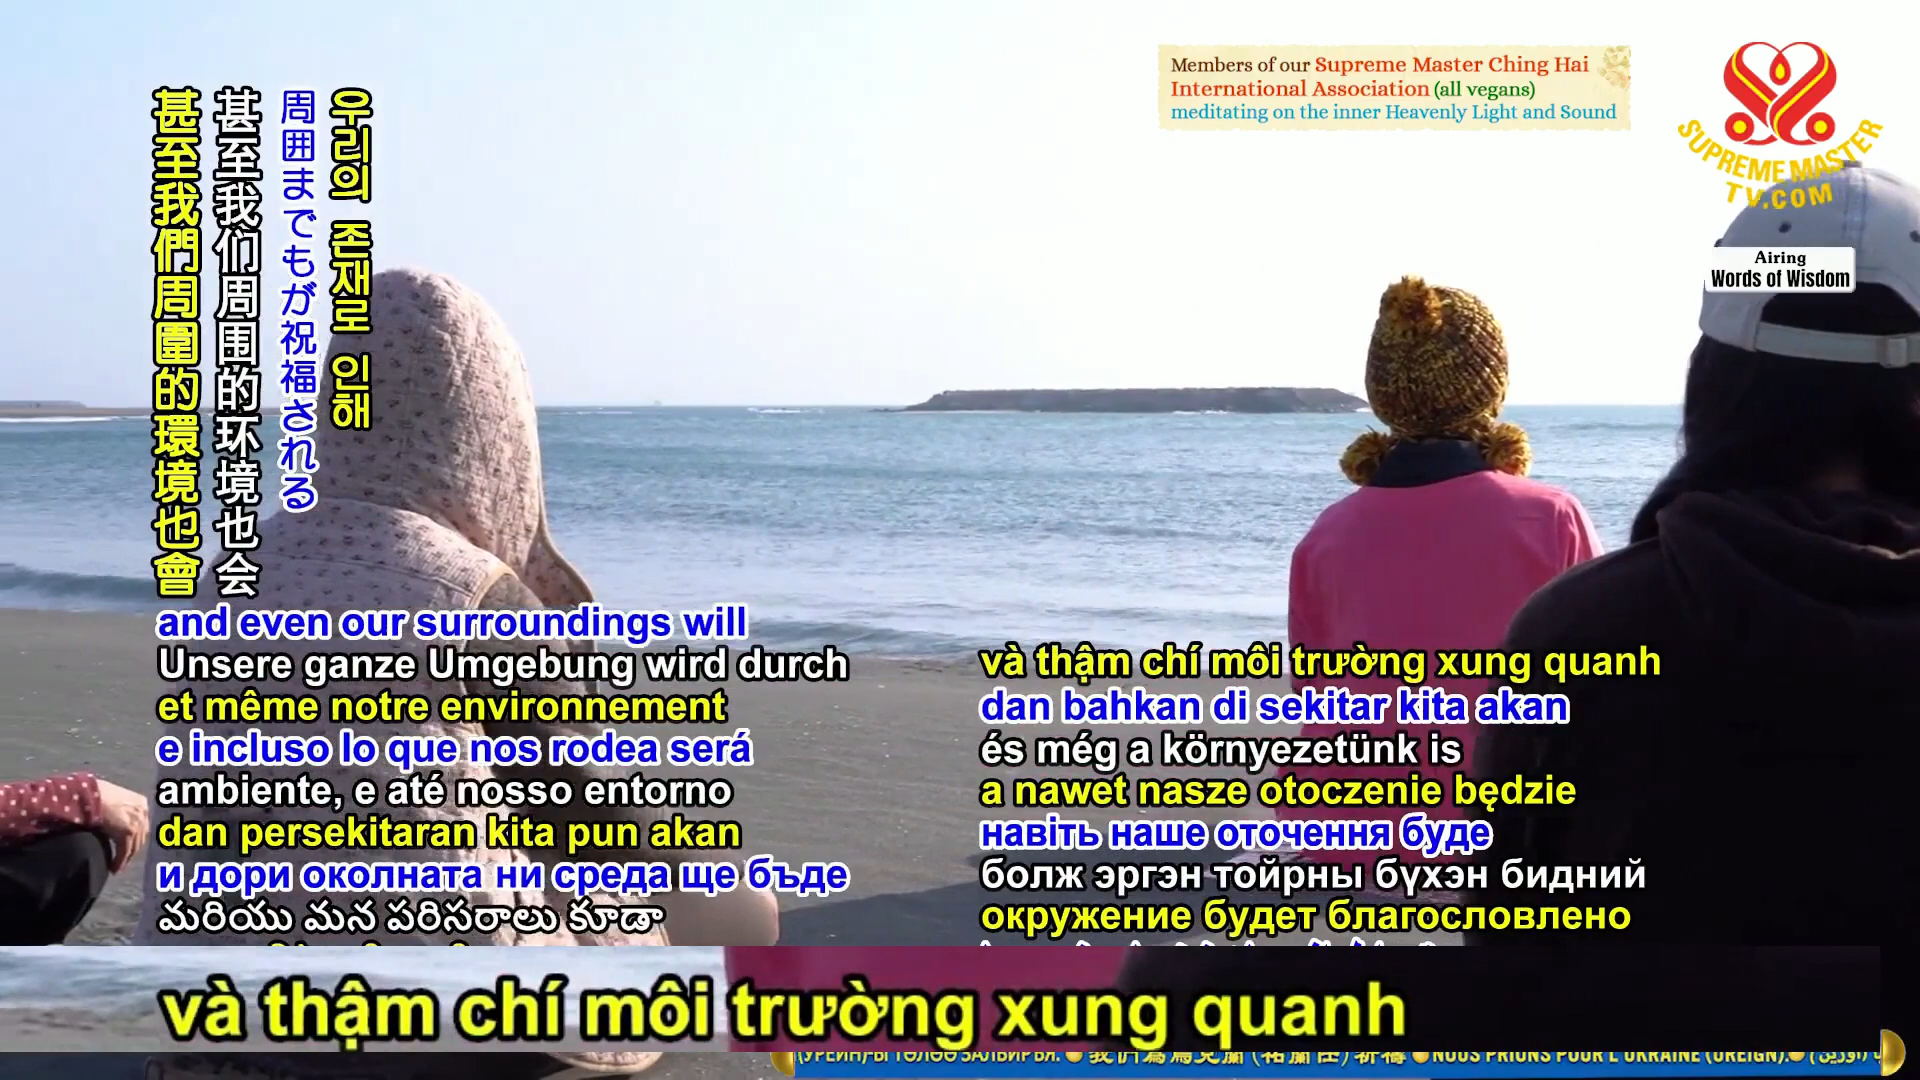 Members of our Supreme Master Ching Hai
International Association (all vegans)
meditating on the inner Heavenly Light and Sound
SUPREME MASTER
TV.COM
Airing
Words of Wisdom
우리의 존재로 인해
周囲までもが祝福される
甚至我们周围的环境也会
甚至我們周圍的環境也會
and even our surroundings will
Unsere ganze Umgebung wird durch
et même notre environnement
e incluso lo que nos rodea será
ambiente, e até nosso entorno
dan persekitaran kita pun akan
и дори околната ни среда ще бъде
మరియు మన పరిసరాలు కూడా
và thậm chí môi trường xung quanh
dan bahkan di sekitar kita akan
és még a környezetünk is
a nawet nasze otoczenie będzie
навіть наше оточення буде
болж эргэн тойрны бүхэн бидний
окружение будет благословлено
và thậm chí môi trường xung quanh
NOUS PRIONS POUR L'UKRAINE (UREIGN).